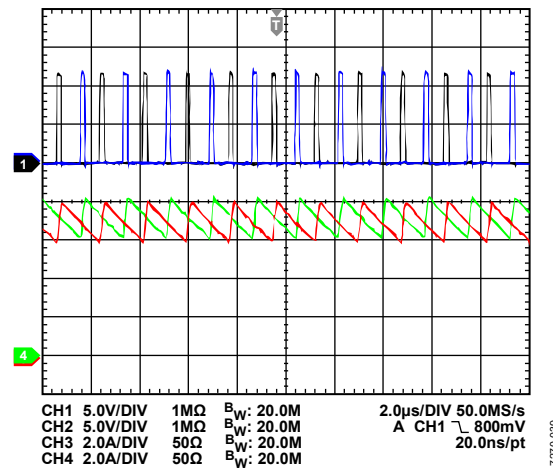 T
1
4
CH1 5.0V/DIV 1MΩ BW: 20.0M 2.0µs/DIV 50.0MS/s
CH2 5.0V/DIV 1MΩ BW: 20.0M A CH1 800mV
CH3 2.0A/DIV 50Ω BW: 20.0M 20.0ns/pt
CH4 2.0A/DIV 50Ω BW: 20.0M